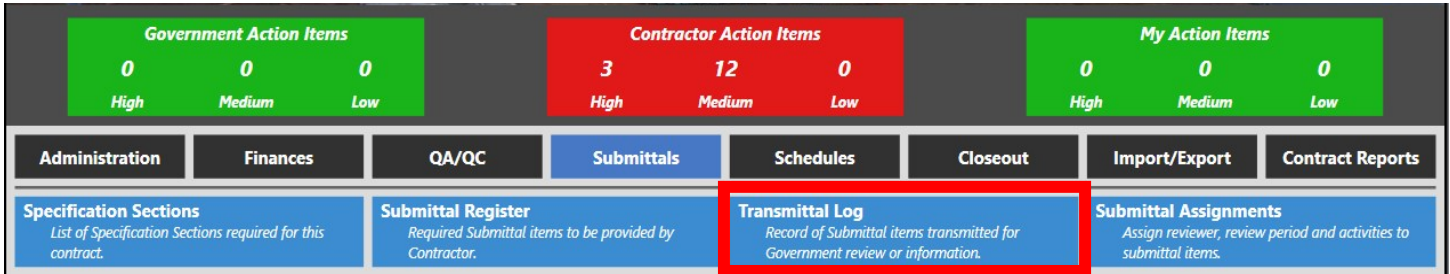 Government Action Items
0 0 0
High Medium Low
Contractor Action Items
3 12 0
High Medium Low
My Action Items
0 0 0
High Medium Low
Administration
Finances
QA/QC
Submittals
Schedules
Closeout
Import/Export
Contract Reports
Specification Sections
List of Specification Sections required for this
contract.
Submittal Register
Required Submittal items to be provided by
Contractor.
Transmittal Log
Record of Submittal items transmitted for
Government review or information.
Submittal Assignments
Assign reviewer, review period and activities to
submittal items.